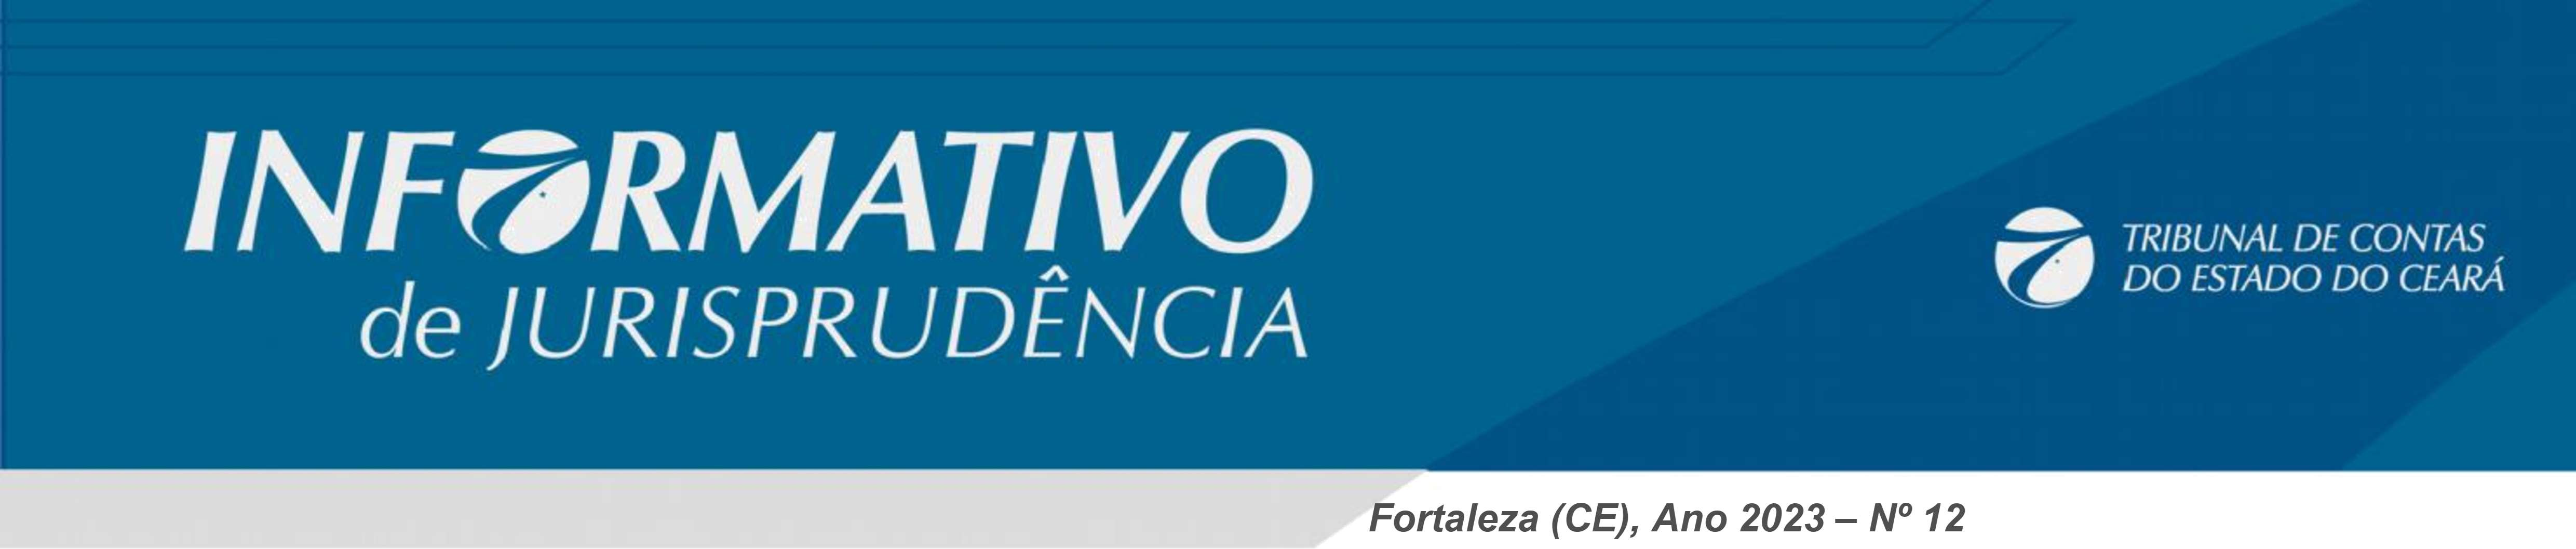 INFORMATIVO
de JURISPRUDÊNCIA
TRIBUNAL DE CONTAS
DO ESTADO DO CEARÁ
Fortaleza (CE), Ano 2023 – Nº 12